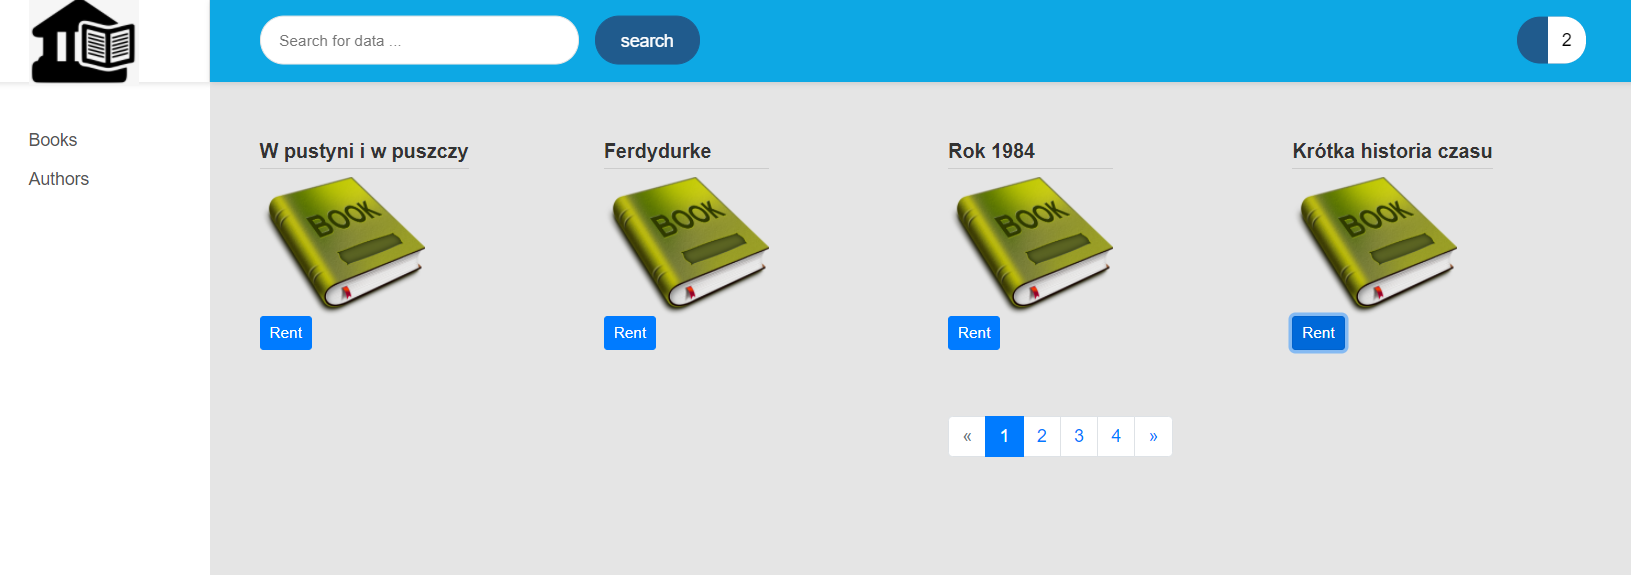 Search for data ...
search
2
Books
Authors
W pustyni i w puszczy
Ferdydurke
Rok 1984
Krótka historia czasu
BOOK
BOOK
BOOK
BOOK
Rent
Rent
Rent
Rent
« 1 2 3 4 »